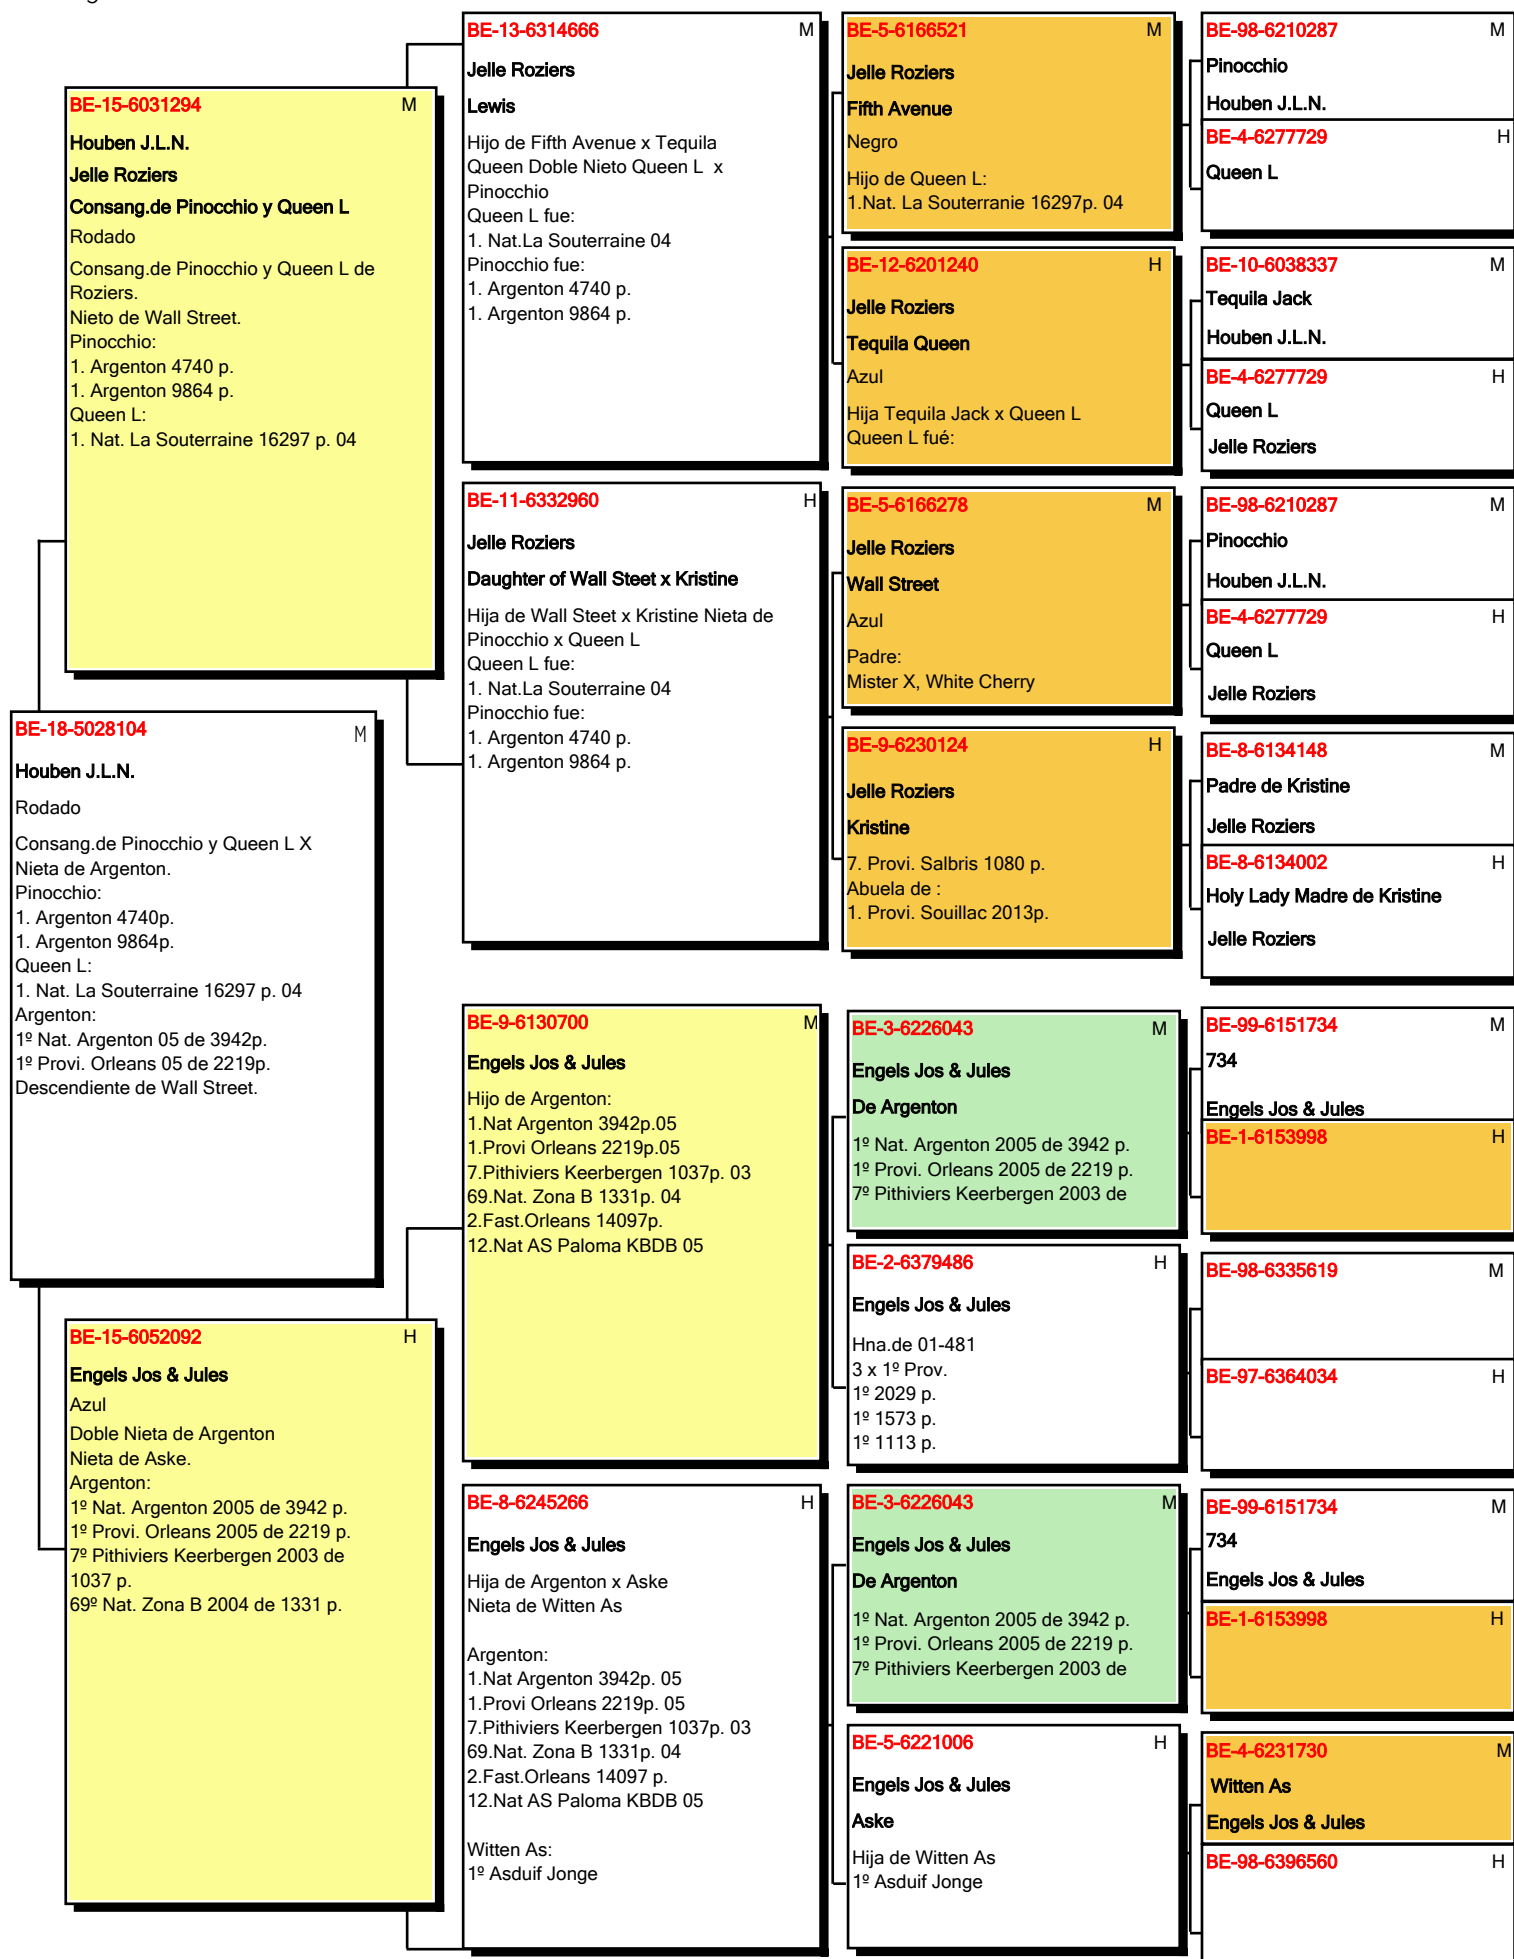 BE-18-5028104 M
Houben J.L.N.
Rodado
Consang.de Pinocchio y Queen L X
Nieta de Argenton.
Pinocchio:
1. Argenton 4740p.
1. Argenton 9864p.
Queen L:
1. Nat. La Souterraine 16297 p. 04
Argenton:
1º Nat. Argenton 05 de 3942p.
1º Provi. Orleans 05 de 2219p.
Descendiente de Wall Street.
BE-15-6031294 M
Houben J.L.N.
Jelle Roziers
Consang.de Pinocchio y Queen L
Rodado
Consang.de Pinocchio y Queen L de
Roziers.
Nieto de Wall Street.
Pinocchio:
1. Argenton 4740 p.
1. Argenton 9864 p.
Queen L:
1. Nat. La Souterraine 16297 p. 04
BE-15-6052092 H
Engels Jos & Jules
Azul
Doble Nieta de Argenton
Nieta de Aske.
Argenton:
1º Nat. Argenton 2005 de 3942 p.
1º Provi. Orleans 2005 de 2219 p.
7º Pithiviers Keerbergen 2003 de
1037 p.
69º Nat. Zona B 2004 de 1331 p.
BE-13-6314666 M
Jelle Roziers
Lewis
Hijo de Fifth Avenue x Tequila
Queen Doble Nieto Queen L x
Pinocchio
Queen L fue:
1. Nat.La Souterraine 04
Pinocchio fue:
1. Argenton 4740 p.
1. Argenton 9864 p.
BE-11-6332960 H
Jelle Roziers
Daughter of Wall Steet x Kristine
Hija de Wall Steet x Kristine Nieta de
Pinocchio x Queen L
Queen L fue:
1. Nat.La Souterraine 04
Pinocchio fue:
1. Argenton 4740 p.
1. Argenton 9864 p.
BE-9-6130700 M
Engels Jos & Jules
Hijo de Argenton:
1.Nat Argenton 3942p.05
1.Provi Orleans 2219p.05
7.Pithiviers Keerbergen 1037p. 03
69.Nat. Zona B 1331p. 04
2.Fast.Orleans 14097p.
12.Nat AS Paloma KBDB 05
BE-8-6245266 H
Engels Jos & Jules
Hija de Argenton x Aske
Nieta de Witten As
Argenton:
1.Nat Argenton 3942p. 05
1.Provi Orleans 2219p. 05
7.Pithiviers Keerbergen 1037p. 03
69.Nat. Zona B 1331p. 04
2.Fast.Orleans 14097 p.
12.Nat AS Paloma KBDB 05
Witten As:
1º Asduif Jonge
BE-5-6166521 M
Jelle Roziers
Fifth Avenue
Negro
Hijo de Queen L:
1.Nat. La Souterranie 16297p. 04
BE-12-6201240 H
Jelle Roziers
Tequila Queen
Azul
Hija Tequila Jack x Queen L
Queen L fué:
BE-5-6166278 M
Jelle Roziers
Wall Street
Azul
Padre:
Mister X, White Cherry
BE-9-6230124 H
Jelle Roziers
Kristine
7. Provi. Salbris 1080 p.
Abuela de :
1. Provi. Souillac 2013p.
BE-3-6226043 M
Engels Jos & Jules
De Argenton
1º Nat. Argenton 2005 de 3942 p.
1º Provi. Orleans 2005 de 2219 p.
7º Pithiviers Keerbergen 2003 de
BE-2-6379486 H
Engels Jos & Jules
Hna.de 01-481
3 x 1º Prov.
1º 2029 p.
1º 1573 p.
1º 1113 p.
BE-3-6226043 M
Engels Jos & Jules
De Argenton
1º Nat. Argenton 2005 de 3942 p.
1º Provi. Orleans 2005 de 2219 p.
7º Pithiviers Keerbergen 2003 de
BE-5-6221006 H
Engels Jos & Jules
Aske
Hija de Witten As
1º Asduif Jonge
BE-98-6210287 M
Pinocchio
Houben J.L.N.
BE-4-6277729 H
Queen L
BE-10-6038337 M
Tequila Jack
Houben J.L.N.
BE-4-6277729 H
Queen L
Jelle Roziers
BE-98-6210287 M
Pinocchio
Houben J.L.N.
BE-4-6277729 H
Queen L
Jelle Roziers
BE-8-6134148 M
Padre de Kristine
Jelle Roziers
BE-8-6134002 H
Holy Lady Madre de Kristine
Jelle Roziers
BE-99-6151734 M
734
Engels Jos & Jules
BE-1-6153998 H
BE-98-6335619 M
BE-97-6364034 H
BE-99-6151734 M
734
Engels Jos & Jules
BE-1-6153998 H
BE-4-6231730 M
Witten As
Engels Jos & Jules
BE-98-6396560 H